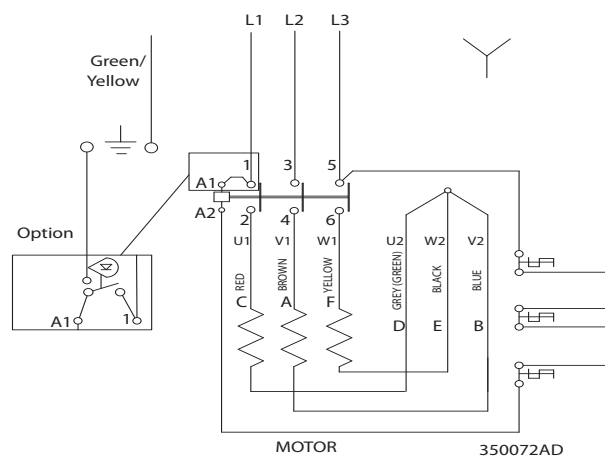 L1 L2 L3
Green/
Yellow
1 3 5
A1
A2
2 4 6
Option
U1 V1 W1 U2 W2 V2
RED BROWN YELLOW GREY (GREEN) BLACK BLUE
C A F
D E B
A1 1
MOTOR 350072AD